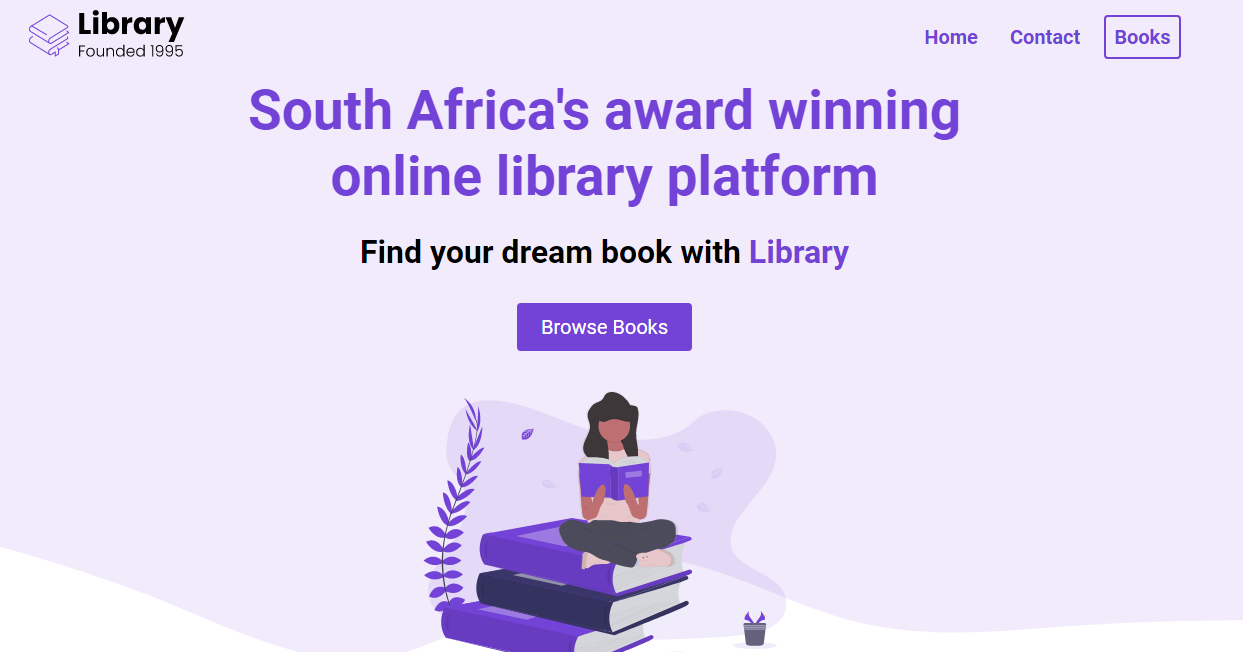 Library
Founded 1995
Home Contact Books
South Africa's award winning
online library platform
Find your dream book with Library
Browse Books